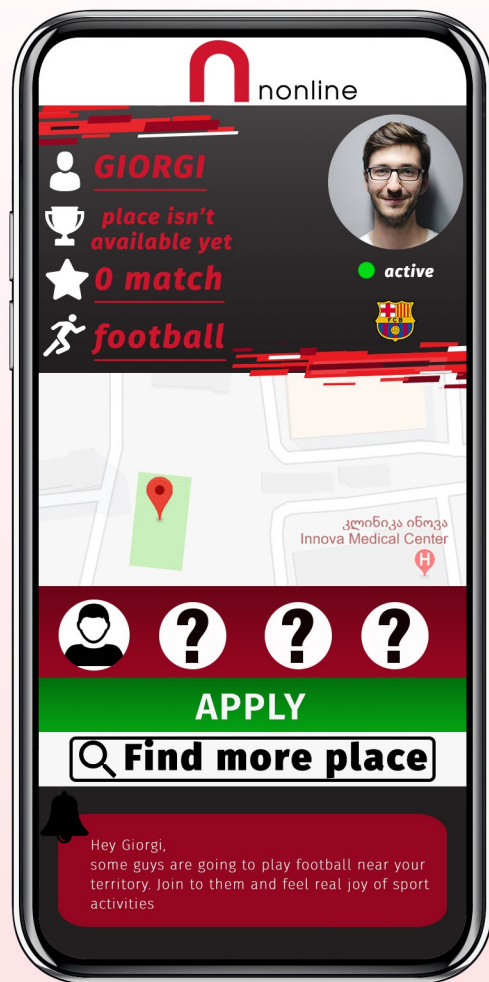 nonline
GIORGI
place isn't
available yet
active
0 match
football
FCB
კლინიკა ინოვა
Innova Medical Center
H
? ? ?
APPLY
Find more place
Hey Giorgi,
some guys are going to play football near your
territory. Join to them and feel real joy of sport
activities